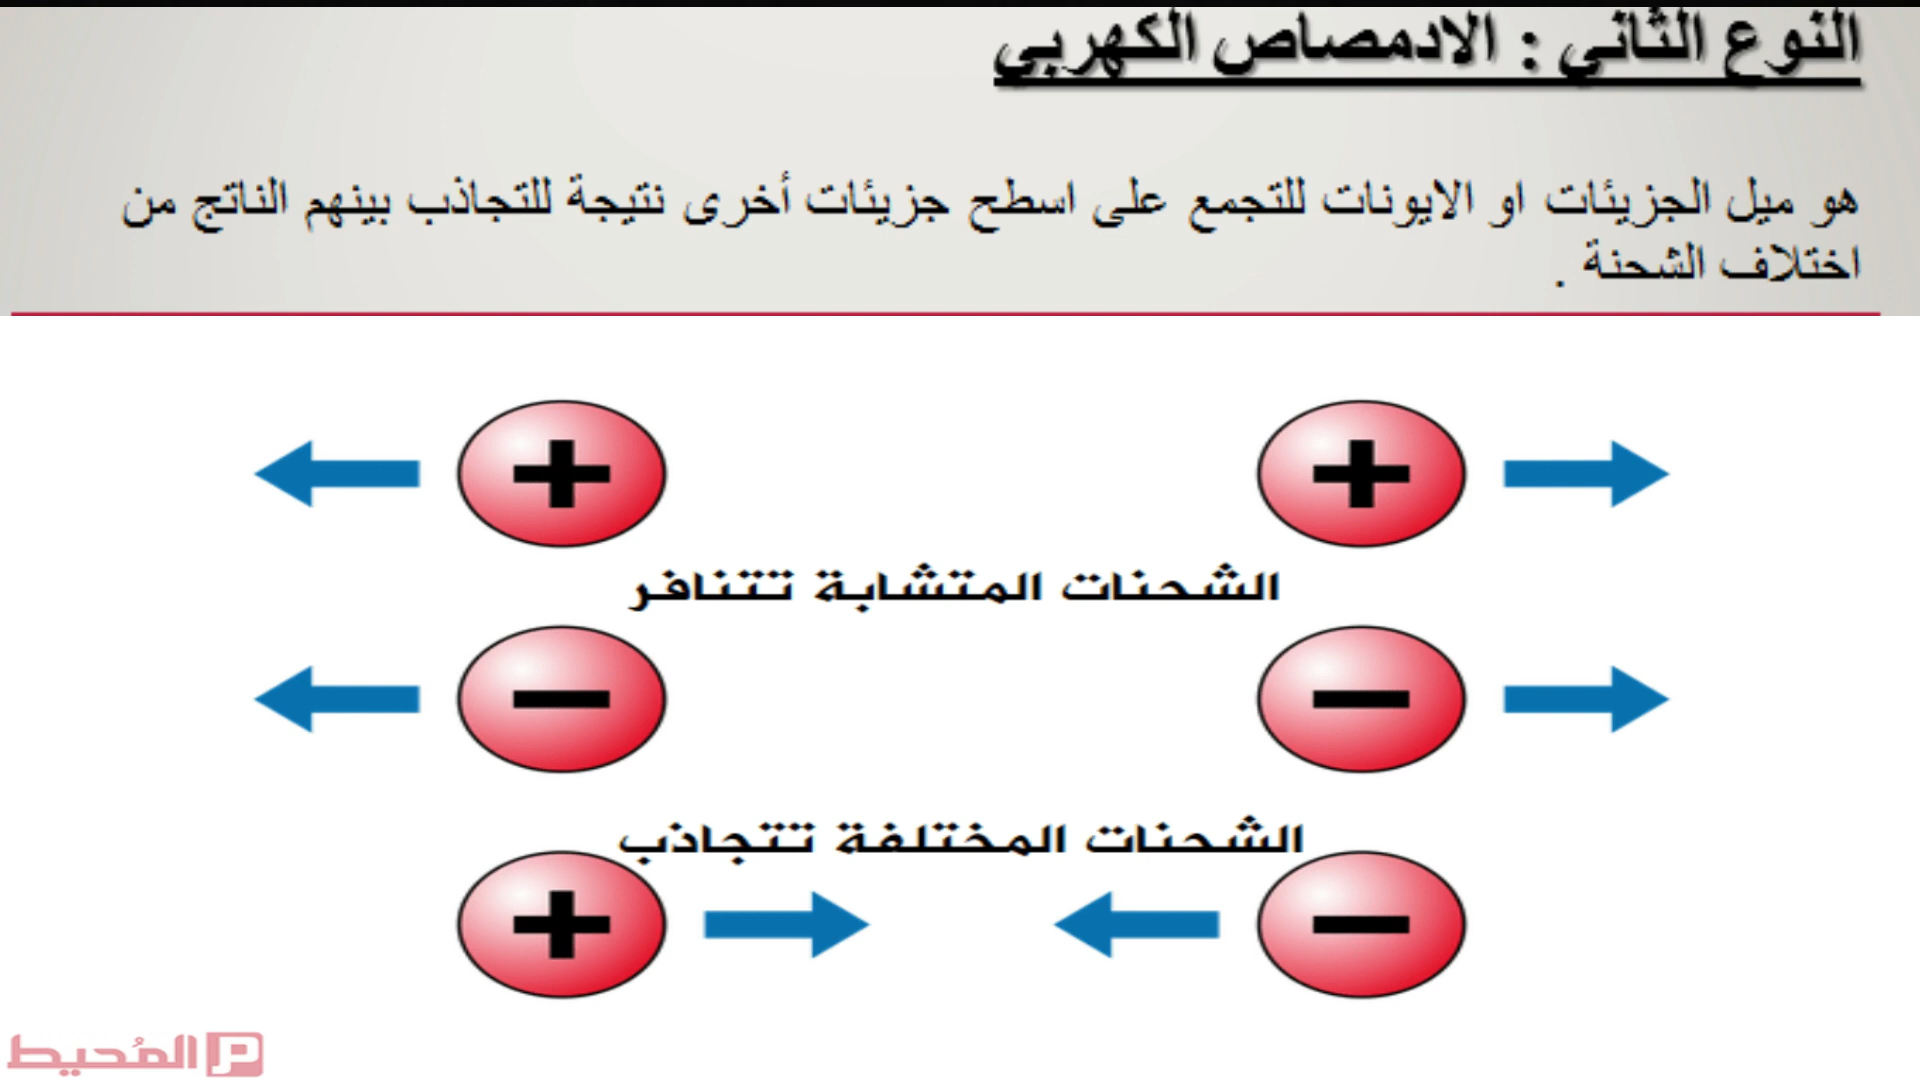 النوع الثاني : الادمصاص الكهربي
هو ميل الجزيئات او الايونات للتجمع على اسطح جزيئات أخرى نتيجة للتجاذب بينهم الناتج من
اختلاف الشحنة .
+ +
الشحنات المتشابة تتنافر
− −
الشحنات المختلفة تتجاذب
+ −
المُحيط